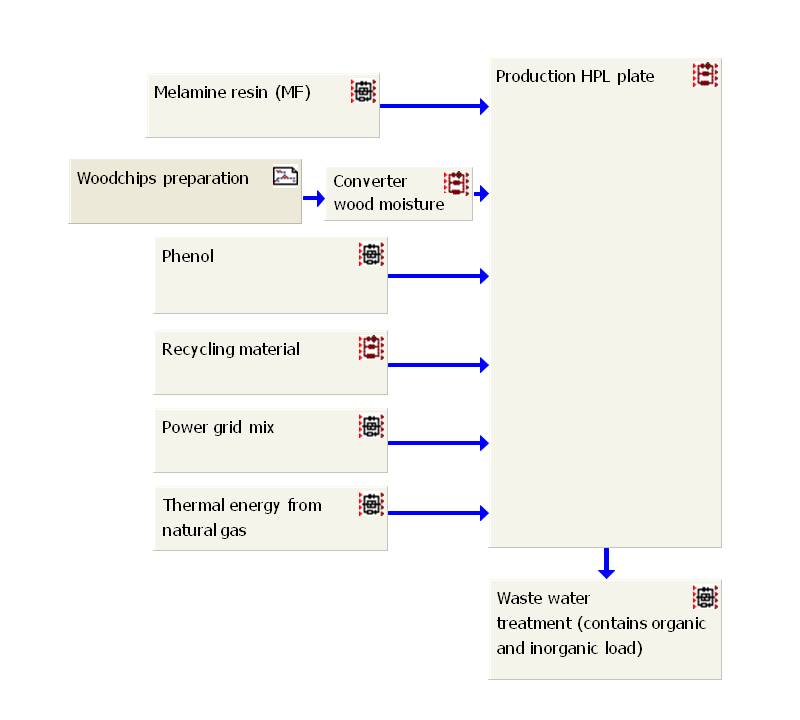 Melamine resin (MF)
Production HPL plate
Woodchips preparation
Converter
wood moisture
Phenol
Recycling material
Power grid mix
Thermal energy from
natural gas
Waste water
treatment (contains organic
and inorganic load)